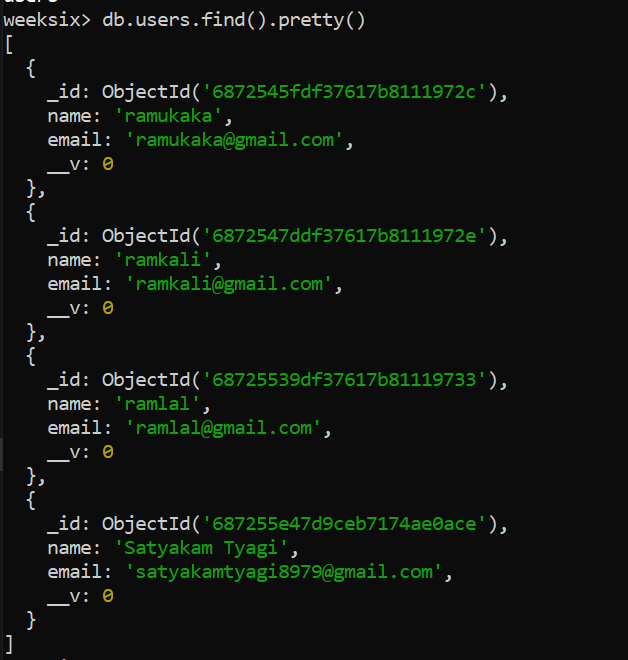 weeksix> db.users.find().pretty()
[
  {
    _id: ObjectId('6872545fdf37617b8111972c'),
    name: 'ramukaka',
    email: 'ramukaka@gmail.com',
    __v: 0
  },
  {
    _id: ObjectId('6872547ddf37617b8111972e'),
    name: 'ramkali',
    email: 'ramkali@gmail.com',
    __v: 0
  },
  {
    _id: ObjectId('68725539df37617b81119733'),
    name: 'ramlal',
    email: 'ramlal@gmail.com',
    __v: 0
  },
  {
    _id: ObjectId('687255e47d9ceb7174ae0ace'),
    name: 'Satyakam Tyagi',
    email: 'satyakamtyagi8979@gmail.com',
    __v: 0
  }
]